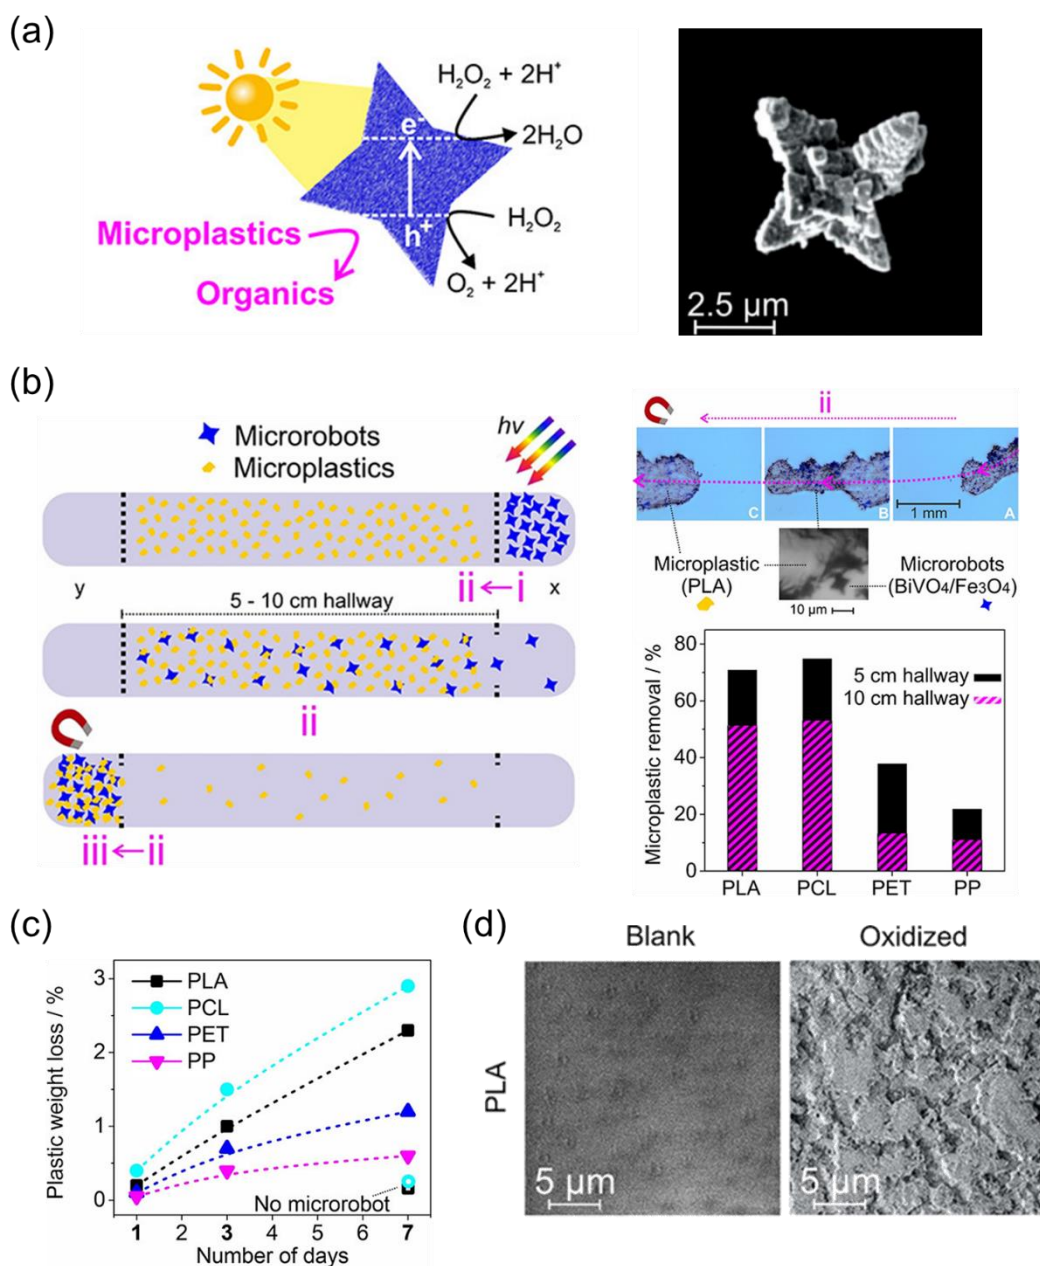 (a)
H₂O₂ + 2H⁺
e⁻
2H₂O
Microplastics
H₂O₂
h⁺
Organics
O₂ + 2H⁺
2.5 µm
(b)
Microrobots
Microplastics
hv
y
ii ← i
x
5 - 10 cm hallway
ii
iii ← ii
ii
C
B
1 mm
A
Microplastic
(PLA)
Microrobots
(BiVO₄/Fe₃O₄)
10 µm
Microplastic removal / %
80
60
40
20
0
5 cm hallway
10 cm hallway
PLA PCL PET PP
(c)
Plastic weight loss / %
3
2
1
0
PLA
PCL
PET
PP
No microrobot
1 2 3 4 5 6 7
Number of days
(d)
Blank Oxidized
PLA
5 µm 5 µm